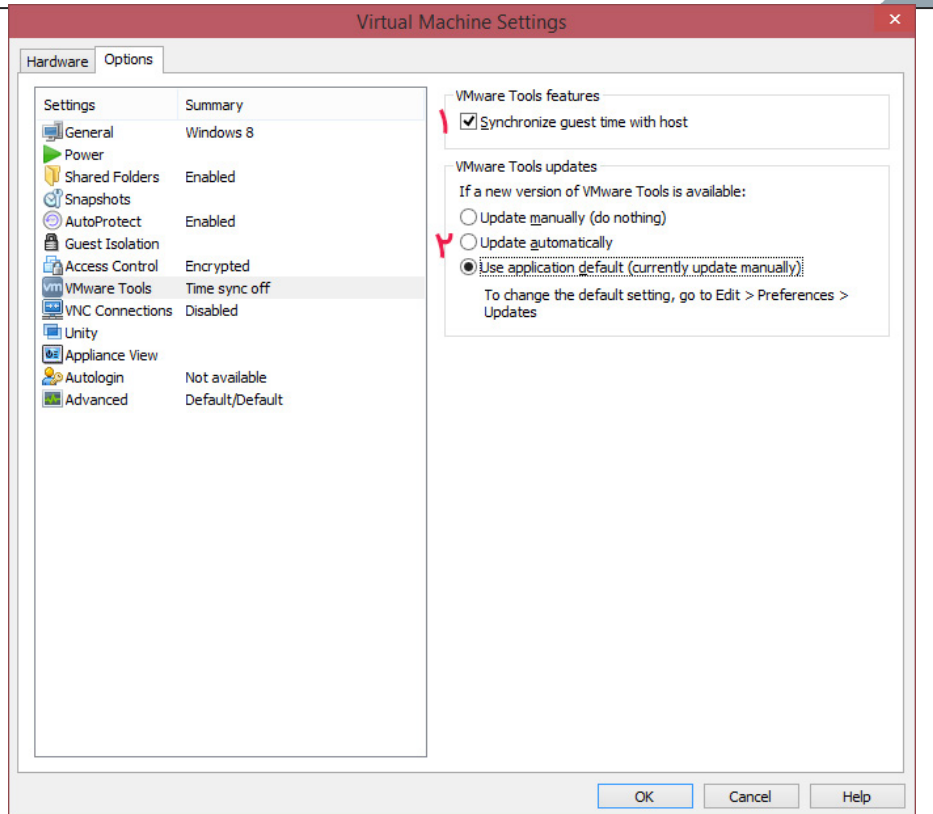 Virtual Machine Settings
Hardware Options
Settings Summary
General Windows 8
Power
Shared Folders Enabled
Snapshots
AutoProtect Enabled
Guest Isolation
Access Control Encrypted
VMware Tools Time sync off
VNC Connections Disabled
Unity
Appliance View
Autologin Not available
Advanced Default/Default
VMware Tools features
۱ Synchronize guest time with host
VMware Tools updates
If a new version of VMware Tools is available:
Update manually (do nothing)
۲ Update automatically
Use application default (currently update manually)
To change the default setting, go to Edit > Preferences >
Updates
OK Cancel Help